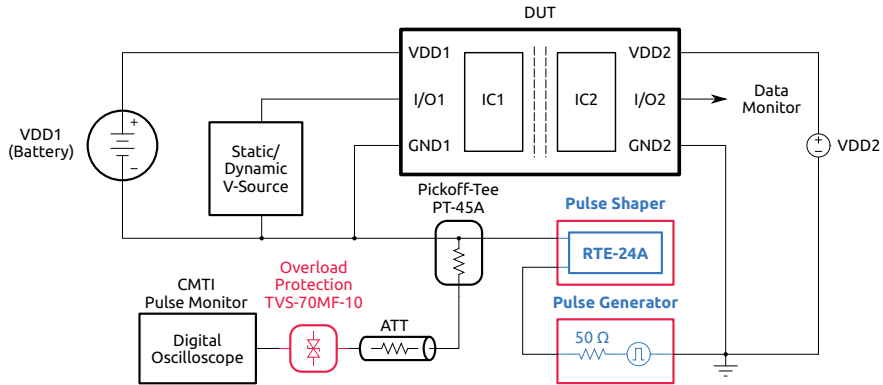 DUT
VDD1
VDD2
I/O1
IC1
IC2
I/O2
Data
Monitor
GND1
GND2
VDD1
(Battery)
+
−
Static/
Dynamic
V-Source
+
−
VDD2
Pickoff-Tee
PT-45A
Pulse Shaper
RTE-24A
CMTI
Pulse Monitor
Overload
Protection
TVS-70MF-10
Pulse Generator
Digital
Oscilloscope
ATT
50 Ω